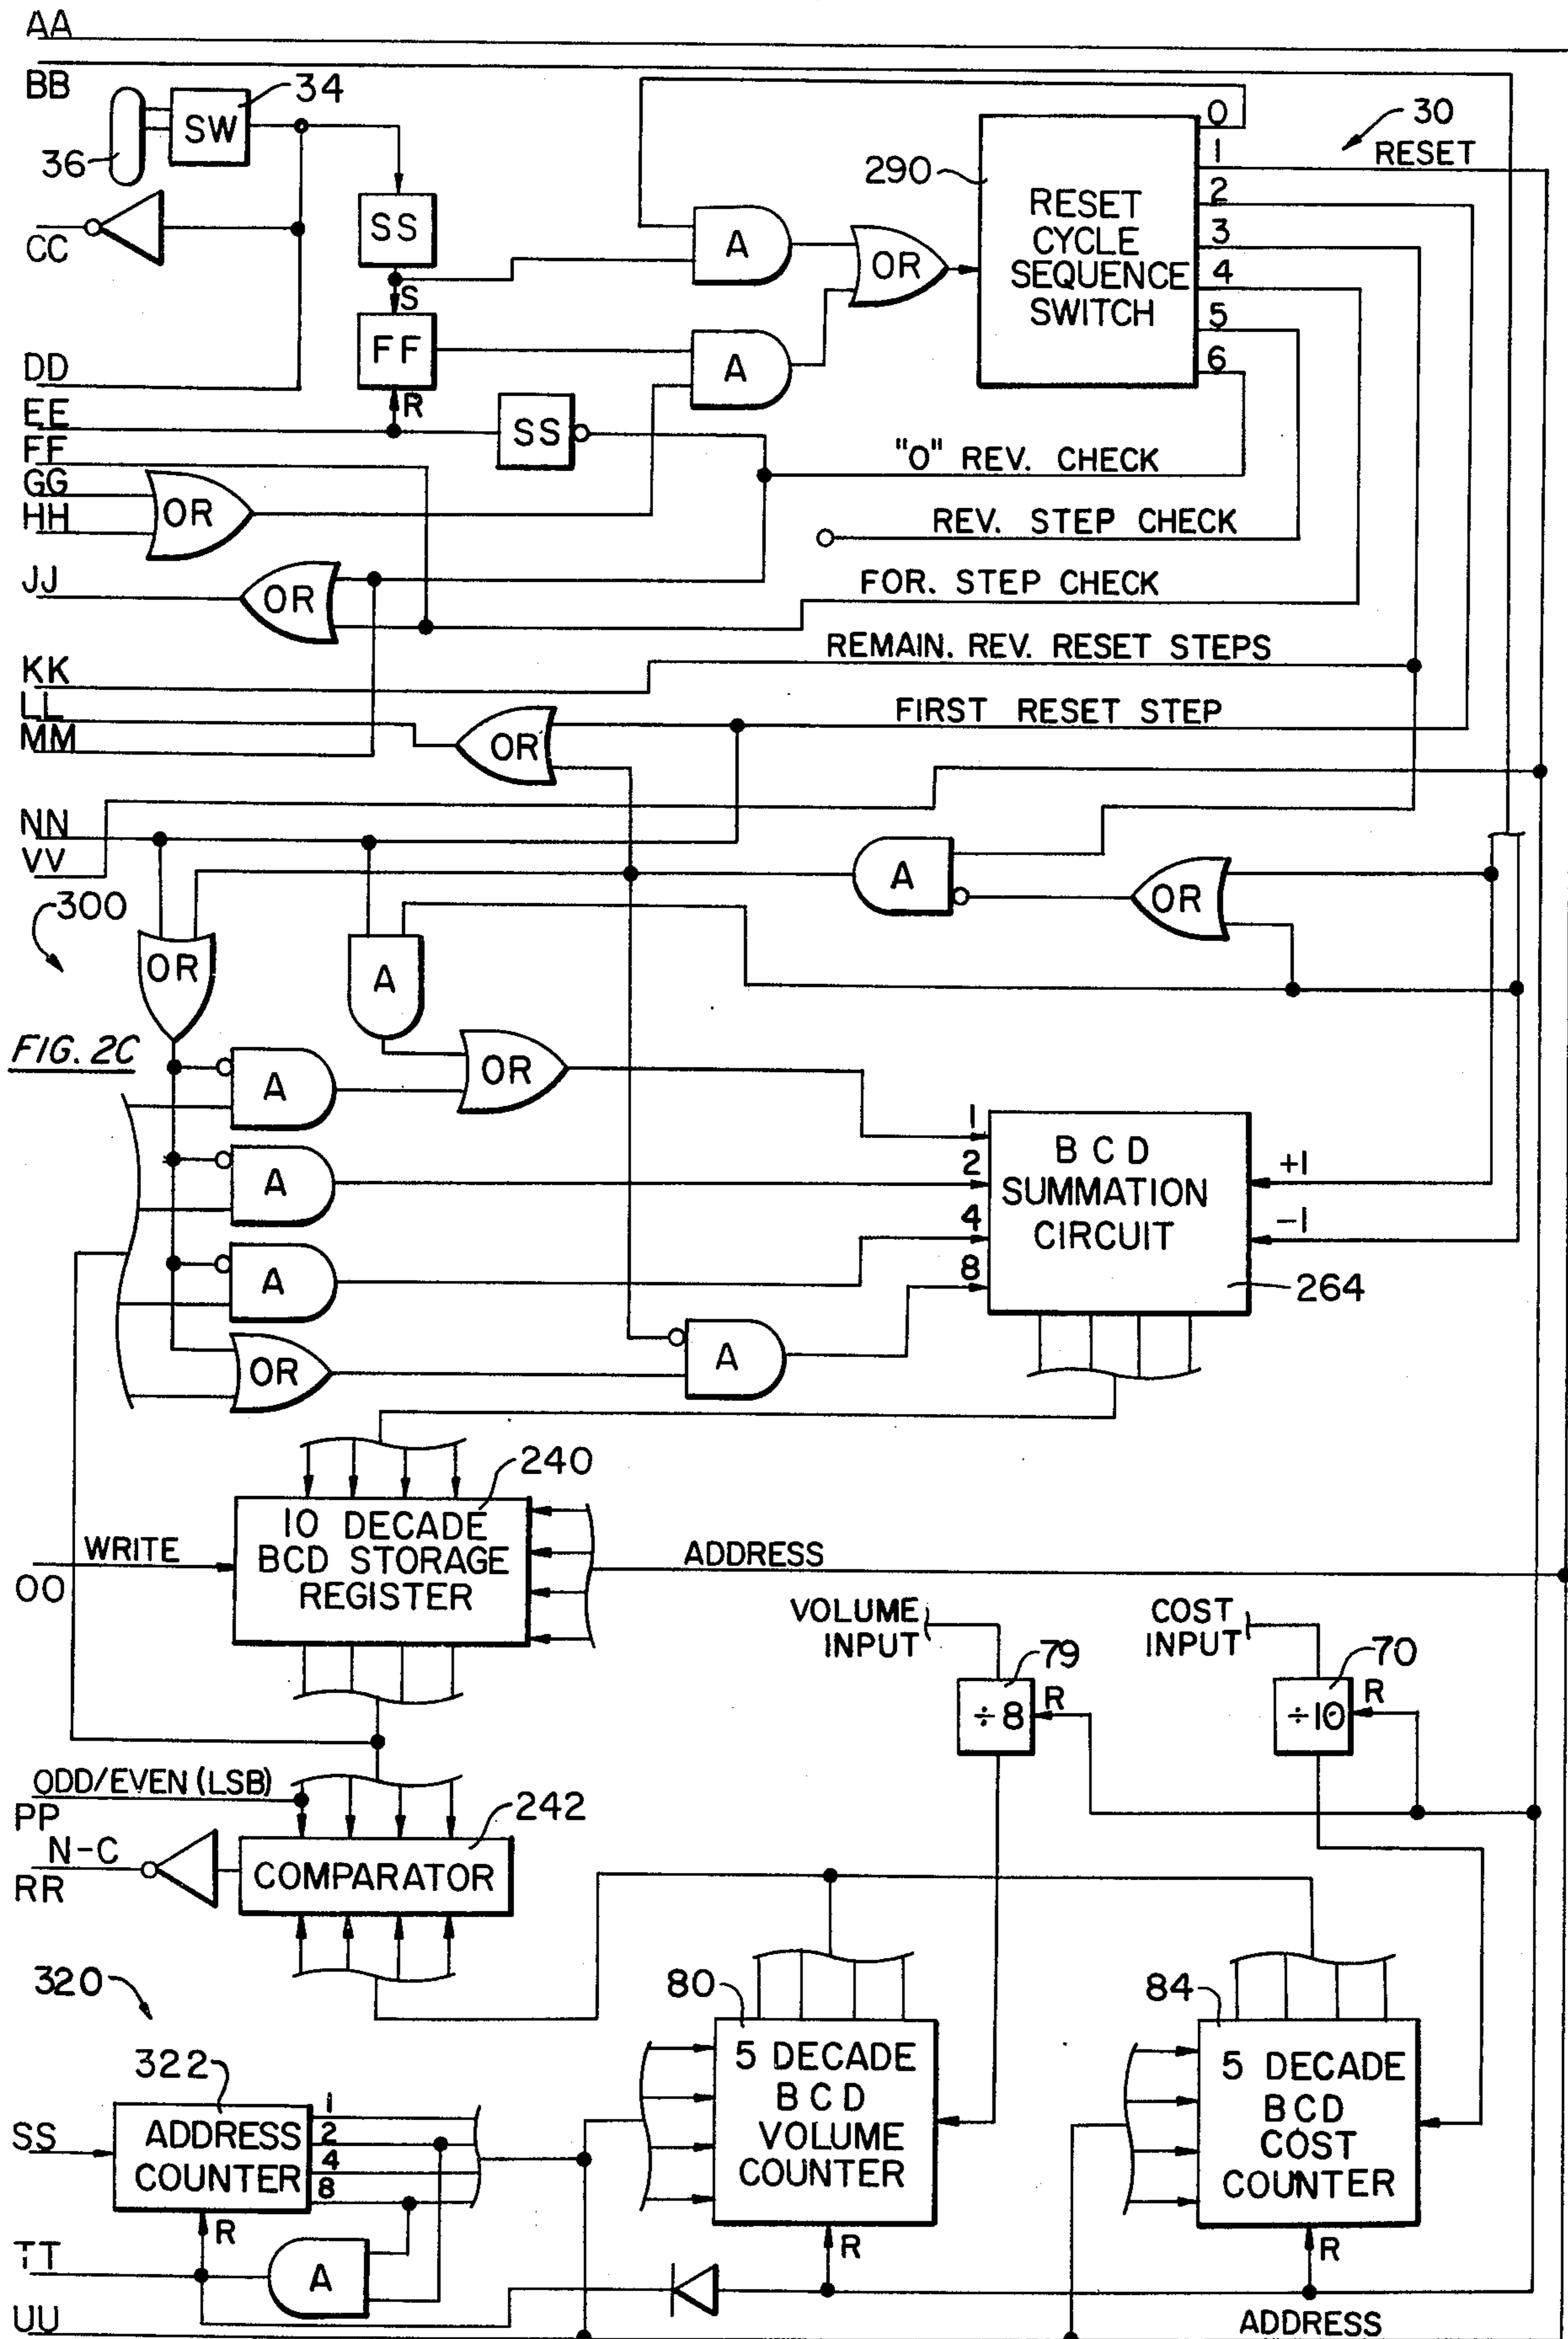 AA
BB
34
SW
36
CC
SS
S
FF
R
DD
EE
SS
FF
GG
HH
OR
A
A
OR
290
RESET
CYCLE
SEQUENCE
SWITCH
0
1
2
3
4
5
6
30
RESET
"0" REV. CHECK
REV. STEP CHECK
FOR. STEP CHECK
JJ
OR
REMAIN. REV. RESET STEPS
KK
LL
MM
OR
FIRST RESET STEP
NN
VV
300
OR
A
A
OR
FIG. 2C
A
OR
A
A
OR
A
1
2
4
8
BCD
SUMMATION
CIRCUIT
+1
-1
264
240
10 DECADE
BCD STORAGE
REGISTER
WRITE
OO
ADDRESS
VOLUME
INPUT
COST
INPUT
79
÷8
R
70
÷10
R
ODD/EVEN (LSB)
PP
N-C
RR
242
COMPARATOR
320
322
SS
ADDRESS
COUNTER
1
2
4
8
R
TT
A
UU
80
5 DECADE
BCD
VOLUME
COUNTER
R
84
5 DECADE
BCD
COST
COUNTER
R
ADDRESS